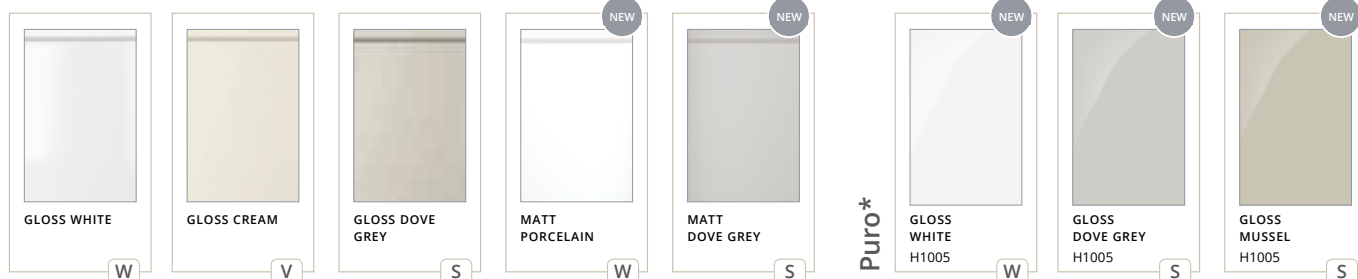 GLOSS WHITE
W
GLOSS CREAM
V
GLOSS DOVE
GREY
S
NEW
MATT
PORCELAIN
W
NEW
MATT
DOVE GREY
S
Puro*
NEW
GLOSS
WHITE
H1005
W
NEW
GLOSS
DOVE GREY
H1005
S
NEW
GLOSS
MUSSEL
H1005
S